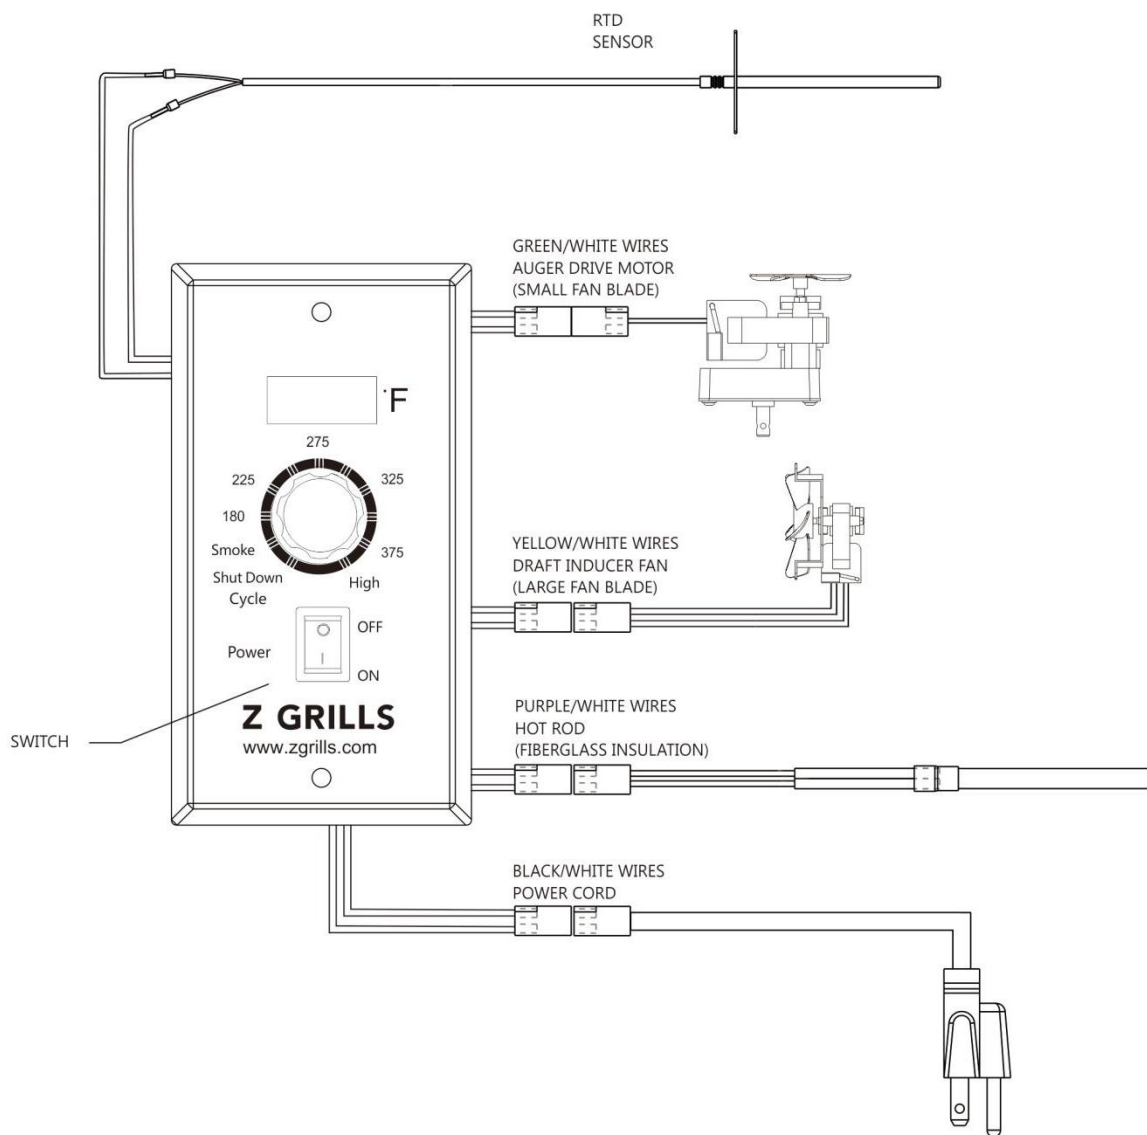 RTD
SENSOR
GREEN/WHITE WIRES
AUGER DRIVE MOTOR
(SMALL FAN BLADE)
°F
275
225
325
180
Smoke
375
Shut Down
Cycle
High
YELLOW/WHITE WIRES
DRAFT INDUCER FAN
(LARGE FAN BLADE)
OFF
Power
ON
SWITCH
Z GRILLS
www.zgrills.com
PURPLE/WHITE WIRES
HOT ROD
(FIBERGLASS INSULATION)
BLACK/WHITE WIRES
POWER CORD